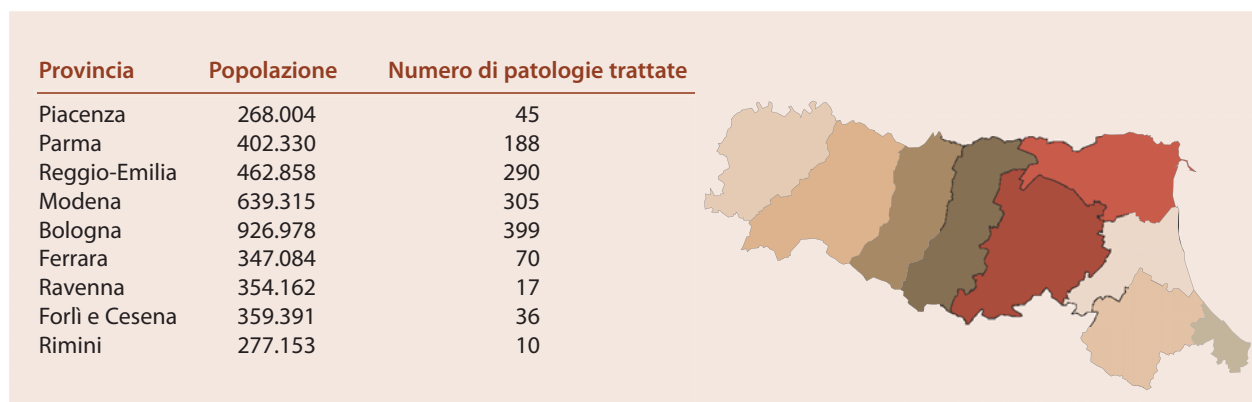 Provincia Popolazione Numero di patologie trattate
Piacenza 268.004 45
Parma 402.330 188
Reggio-Emilia 462.858 290
Modena 639.315 305
Bologna 926.978 399
Ferrara 347.084 70
Ravenna 354.162 17
Forlì e Cesena 359.391 36
Rimini 277.153 10